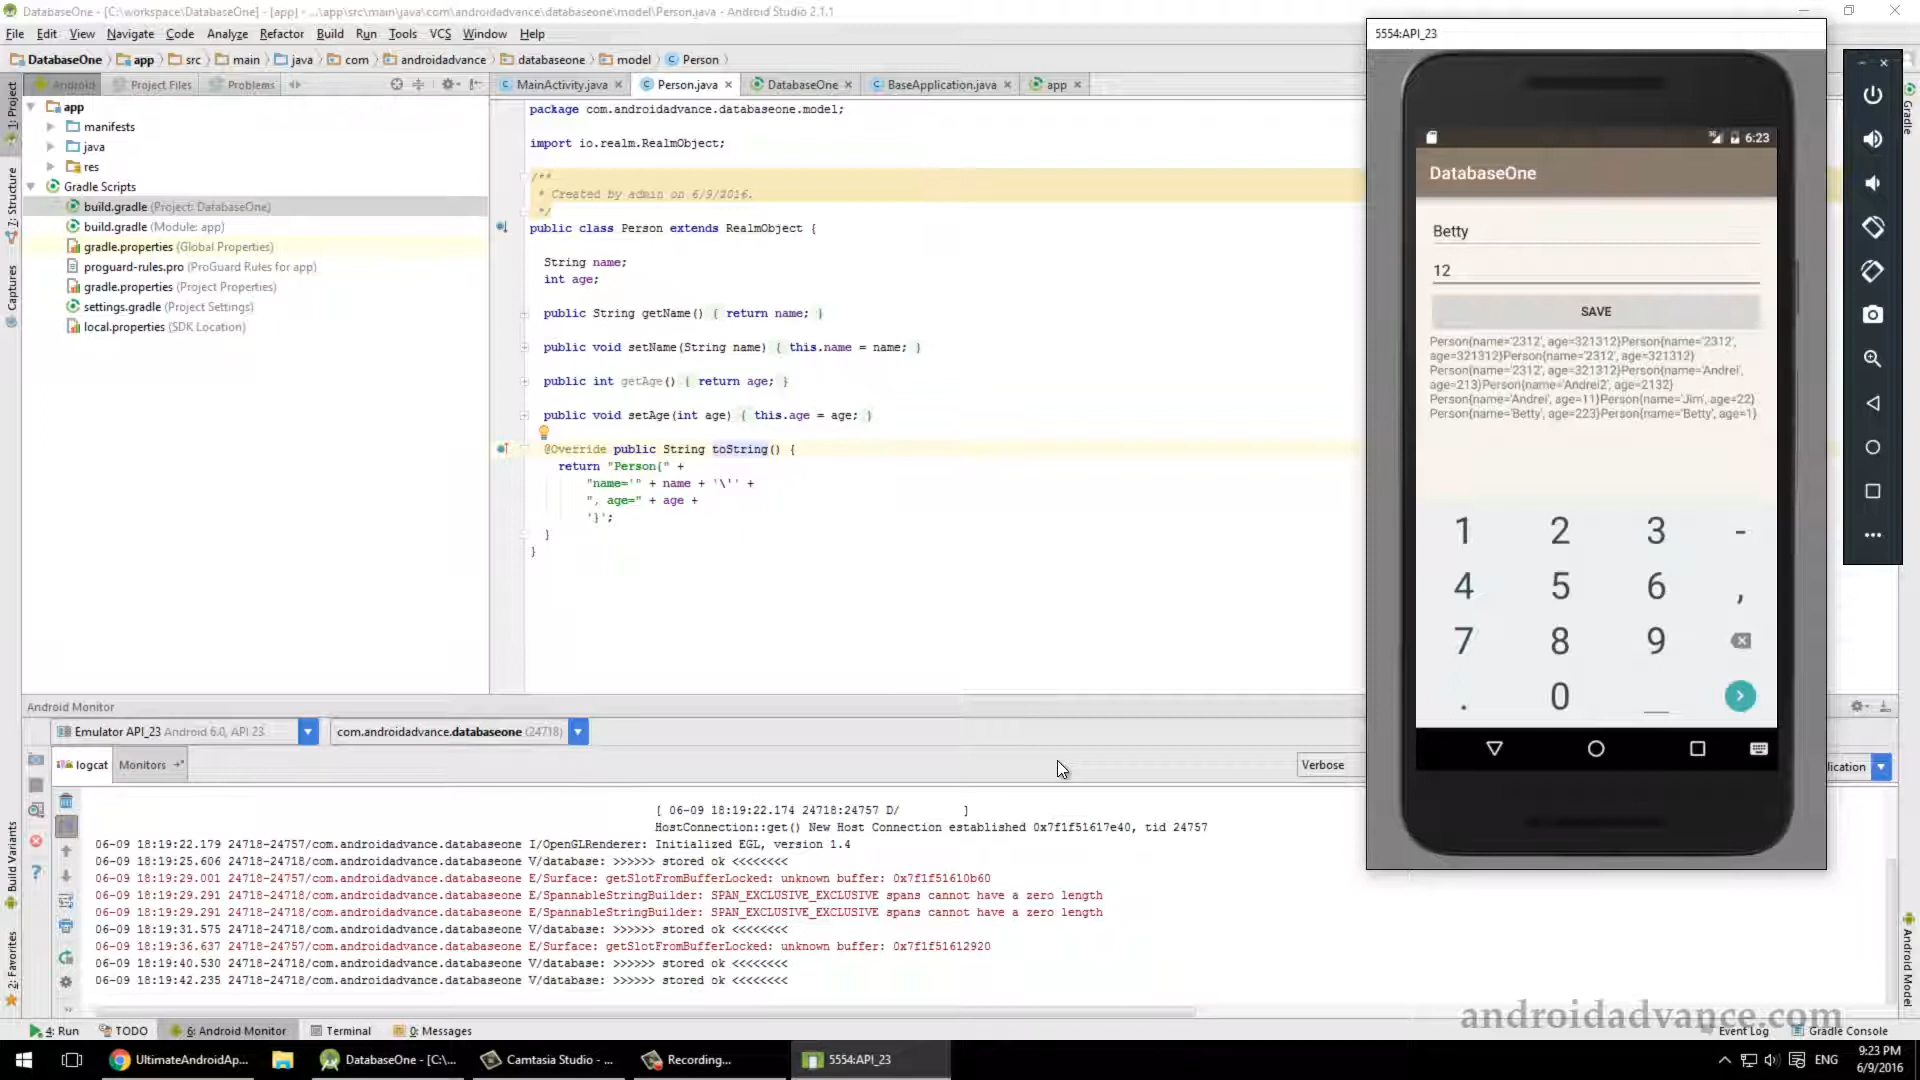 DatabaseOne - [C:\workspace\DatabaseOne] - [app] - ...\app\src\main\java\com\androidadvance\databaseone\model\Person.java - Android Studio 2.1.1
File Edit View Navigate Code Analyze Refactor Build Run Tools VCS Window Help
DatabaseOne app src main java com androidadvance databaseone model Person
Android Project Files Problems
MainActivity.java Person.java DatabaseOne BaseApplication.java app
1: Project
7: Structure
Captures
Build Variants
2: Favorites
app
manifests
java
res
Gradle Scripts
build.gradle (Project: DatabaseOne)
build.gradle (Module: app)
gradle.properties (Global Properties)
proguard-rules.pro (ProGuard Rules for app)
gradle.properties (Project Properties)
settings.gradle (Project Settings)
local.properties (SDK Location)
package com.androidadvance.databaseone.model;
import io.realm.RealmObject;
/**
* Created by admin on 6/9/2016.
*/
public class Person extends RealmObject {
String name;
int age;
public String getName() { return name; }
public void setName(String name) { this.name = name; }
public int getAge() { return age; }
public void setAge(int age) { this.age = age; }
@Override public String toString() {
return "Person{" +
"name='" + name + '\'' +
", age=" + age +
'}';
}
}
5554:API_23
6:23
DatabaseOne
Betty
12
SAVE
Person{name='2312', age=321312}Person{name='2312',
age=321312}Person{name='2312', age=321312}
Person{name='2312', age=321312}Person{name='Andrei',
age=213}Person{name='Andrei2', age=2132}
Person{name='Andrei', age=11}Person{name='Jim', age=22}
Person{name='Betty', age=223}Person{name='Betty', age=1}
1 2 3 -
4 5 6 ,
7 8 9
. 0 _
Gradle
Android Model
Android Monitor
Emulator API_23 Android 6.0, API 23
com.androidadvance.databaseone (24718)
logcat Monitors
Verbose
lication
[ 06-09 18:19:22.174 24718:24757 D/ ]
HostConnection::get() New Host Connection established 0x7f1f51617e40, tid 24757
06-09 18:19:22.179 24718-24757/com.androidadvance.databaseone I/OpenGLRenderer: Initialized EGL, version 1.4
06-09 18:19:25.606 24718-24718/com.androidadvance.databaseone V/database: >>>>>> stored ok <<<<<<<<
06-09 18:19:29.001 24718-24757/com.androidadvance.databaseone E/Surface: getSlotFromBufferLocked: unknown buffer: 0x7f1f51610b60
06-09 18:19:29.291 24718-24718/com.androidadvance.databaseone E/SpannableStringBuilder: SPAN_EXCLUSIVE_EXCLUSIVE spans cannot have a zero length
06-09 18:19:29.291 24718-24718/com.androidadvance.databaseone E/SpannableStringBuilder: SPAN_EXCLUSIVE_EXCLUSIVE spans cannot have a zero length
06-09 18:19:31.575 24718-24718/com.androidadvance.databaseone V/database: >>>>>> stored ok <<<<<<<<
06-09 18:19:36.637 24718-24757/com.androidadvance.databaseone E/Surface: getSlotFromBufferLocked: unknown buffer: 0x7f1f51612920
06-09 18:19:40.530 24718-24718/com.androidadvance.databaseone V/database: >>>>>> stored ok <<<<<<<<
06-09 18:19:42.235 24718-24718/com.androidadvance.databaseone V/database: >>>>>> stored ok <<<<<<<<
androidadvance.com
4: Run TODO 6: Android Monitor Terminal 0: Messages
Event Log Gradle Console
UltimateAndroidAp... DatabaseOne - [C:\... Camtasia Studio - ... Recording... 5554:API_23
ENG
9:23 PM
6/9/2016